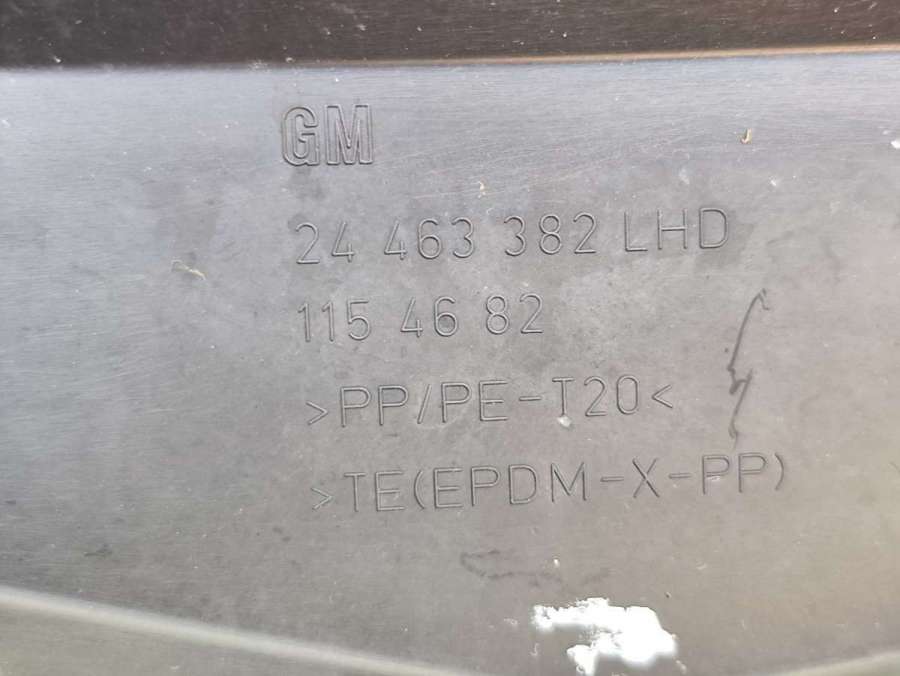 GM
24 463 382 LHD
115 46 82
>PP/PE-T20<
>TE(EPDM-X-PP)